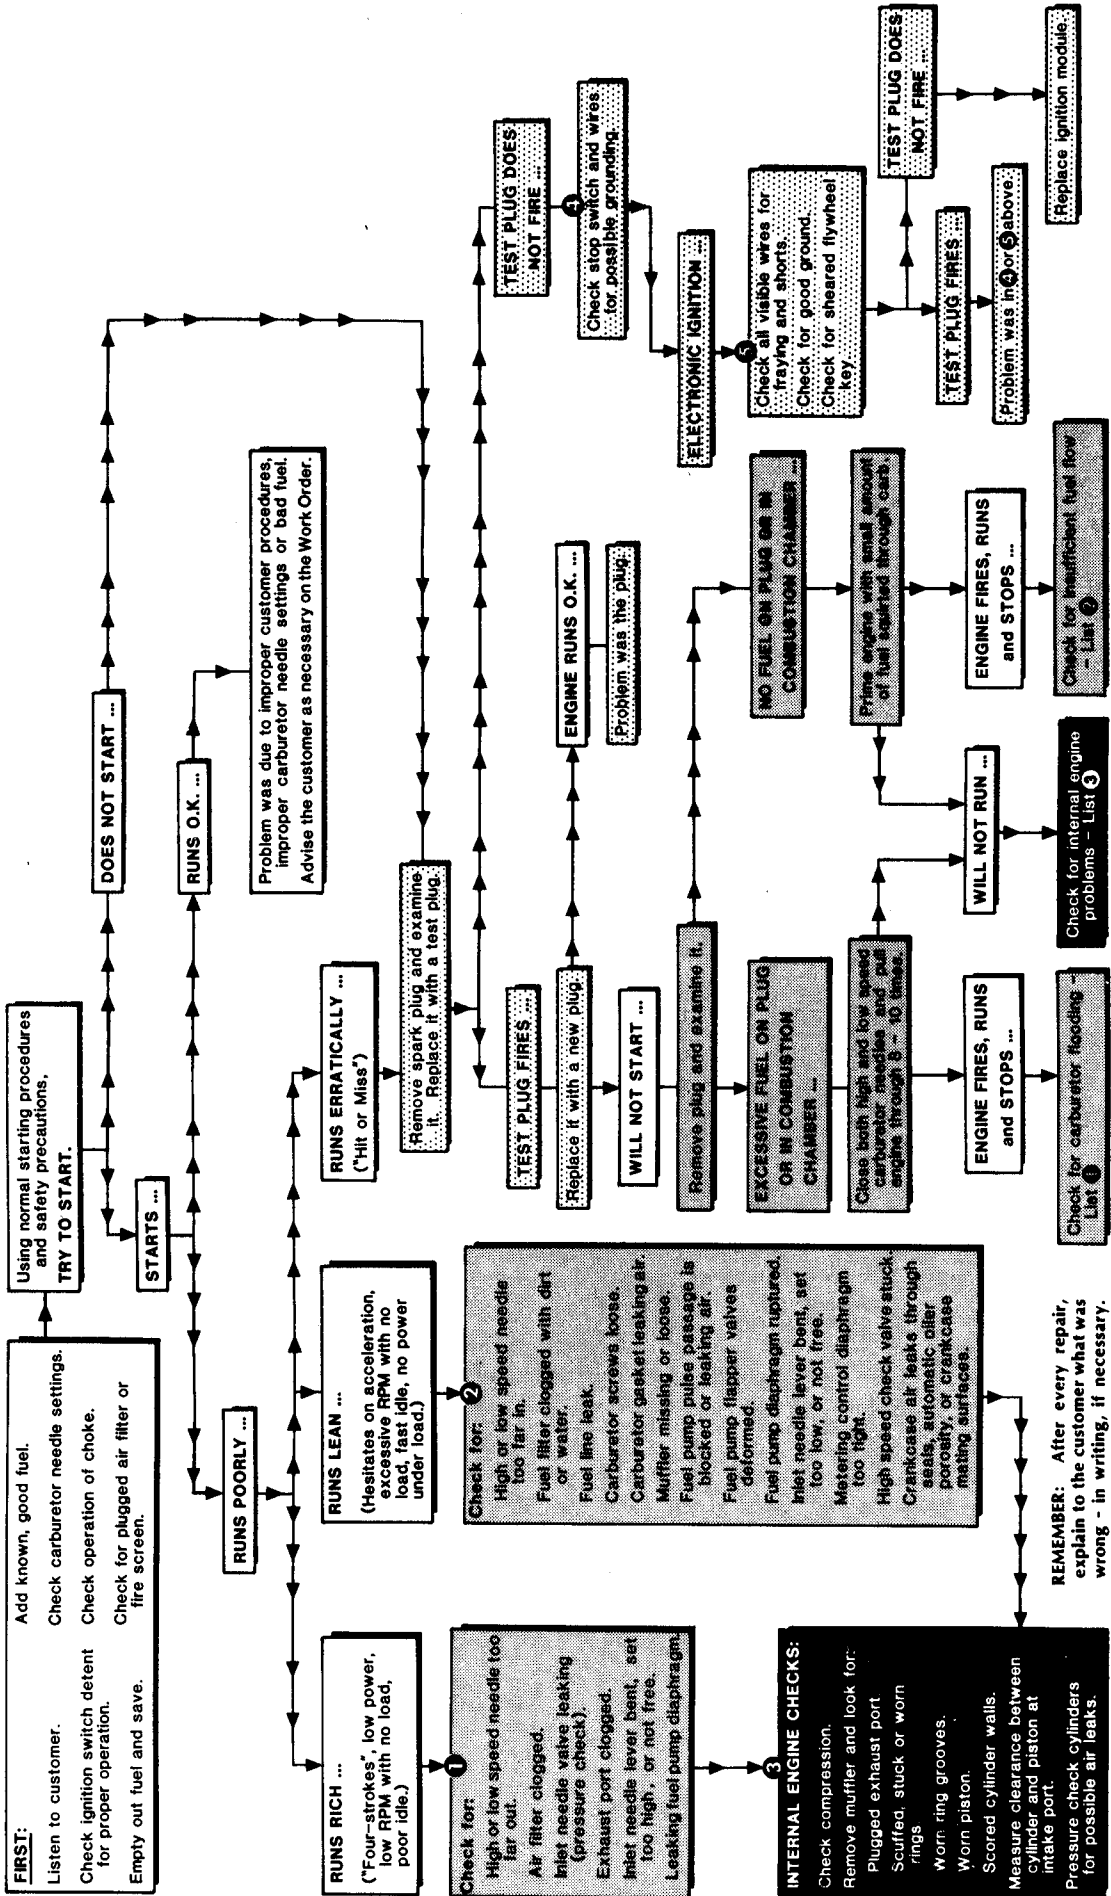 FIRST:
Listen to customer.
Check ignition switch detent
for proper operation.
Empty out fuel and save.
Add known, good fuel.
Check carburetor needle settings.
Check operation of choke.
Check for plugged air filter or
fire screen.
Using normal starting procedures
and safety precautions,
TRY TO START.
STARTS ...
DOES NOT START ...
RUNS POORLY ...
RUNS O.K. ...
Problem was due to improper customer procedures,
improper carburetor needle settings or bad fuel.
Advise the customer as necessary on the Work Order.
RUNS RICH ...
("Four-strokes", low power,
low RPM with no load,
poor idle.)
RUNS LEAN ...
(Hesitates on acceleration,
excessive RPM with no
load, fast idle, no power
under load.)
RUNS ERRATICALLY ...
("Hit or Miss")
Remove spark plug and examine
it. Replace it with a test plug.
1
Check for:
High or low speed needle too
far out.
Air filter clogged.
Inlet needle valve leaking
(pressure check).
Exhaust port clogged.
Inlet needle lever bent, set
too high, or not free.
Leaking fuel pump diaphragm
2
Check for:
High or low speed needle
too far in.
Fuel filter clogged with dirt
or water.
Fuel line leak.
Carburetor screws loose.
Carburetor gasket leaking air.
Muffler missing or loose.
Fuel pump pulse passage is
blocked or leaking air.
Fuel pump flapper valves
deformed.
Fuel pump diaphragm ruptured.
Inlet needle lever bent, set
too low, or not free.
Metering control diaphragm
too tight.
High speed check valve stuck.
Crankcase air leaks through
seals, automatic oiler
porosity, or crankcase
mating surfaces.
3
INTERNAL ENGINE CHECKS:
Check compression.
Remove muffler and look for:
Plugged exhaust port.
Scuffed, stuck or worn
rings
Worn ring grooves.
Worn piston.
Scored cylinder walls.
Measure clearance between
cylinder and piston at
intake port.
Pressure check cylinders
for possible air leaks.
REMEMBER: After every repair,
explain to the customer what was
wrong - in writing, if necessary.
TEST PLUG FIRES ...
Replace it with a new plug.
WILL NOT START ...
Remove plug and examine it.
EXCESSIVE FUEL ON PLUG
OR IN COMBUSTION
CHAMBER ...
Close both high and low speed
carburetor needles and pull
engine through 8 - 10 times.
ENGINE FIRES, RUNS
and STOPS ...
Check for carburetor flooding -
List 1
ENGINE RUNS O.K. ...
Problem was the plug.
NO FUEL ON PLUG OR IN
COMBUSTION CHAMBER ...
Prime engine with small amount
of fuel squirted through carb.
WILL NOT RUN ...
Check for internal engine
problems - List 3
ENGINE FIRES, RUNS
and STOPS ...
Check for insufficient fuel flow
- List 2
TEST PLUG DOES
NOT FIRE ...
4
Check stop switch and wires
for possible grounding.
ELECTRONIC IGNITION ...
5
Check all visible wires for
fraying and shorts.
Check for good ground.
Check for sheared flywheel
key.
TEST PLUG FIRES ...
Problem was in 4 or 5 above.
TEST PLUG DOES
NOT FIRE ...
Replace ignition module.